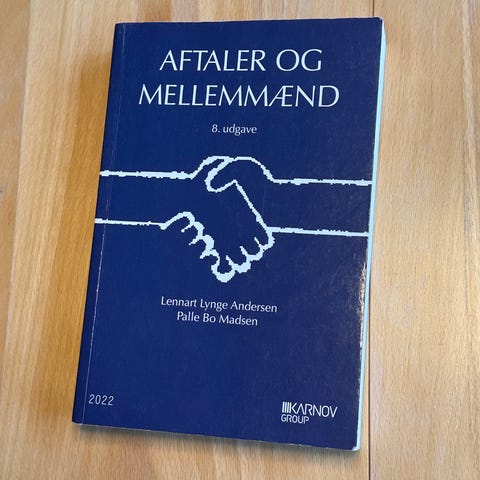 AFTALER OG
MELLEMMÆND
8. udgave
Lennart Lynge Andersen
Palle Bo Madsen
2022
KARNOV
GROUP